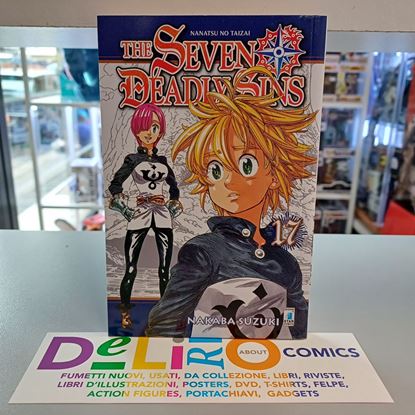 NANATSU NO TAIZAI
THE SEVEN
DEADLY SINS
17
NAKABA SUZUKI
DeLiRiO ABOUT COMICS
FUMETTI NUOVI, USATI, DA COLLEZIONE, LIBRI, RIVISTE,
LIBRI D'ILLUSTRAZIONI, POSTERS, DVD, T-SHIRTS, FELPE,
ACTION FIGURES, PORTACHIAVI, GADGETS